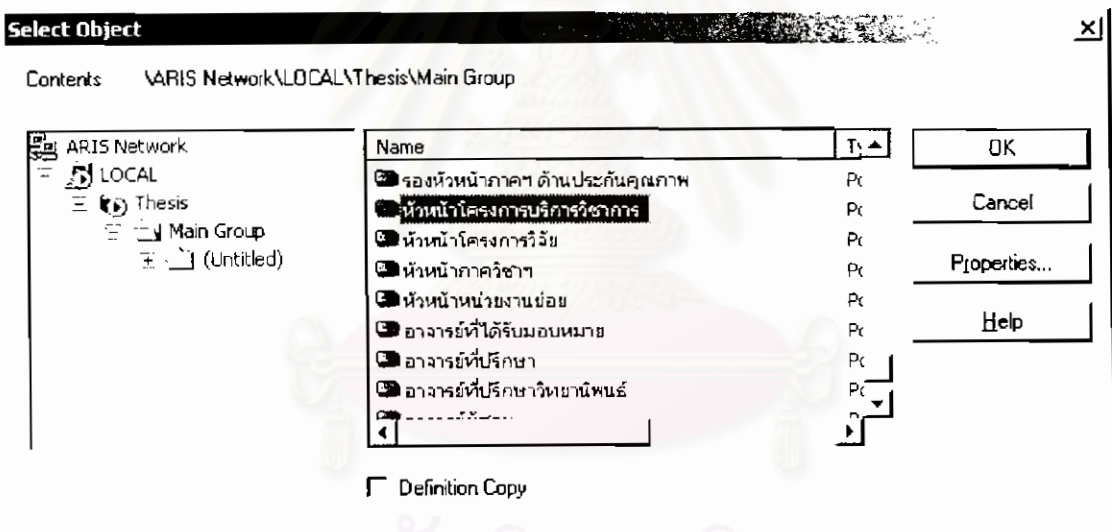 Select Object
Contents \ARIS Network\LOCAL\Thesis\Main Group
ARIS Network
LOCAL
Thesis
Main Group
(Untitled)
Name
รองหัวหน้าภาคฯ ด้านประกันคุณภาพ Po
หัวหน้าโครงการบริการวิชาการ Po
หัวหน้าโครงการวิจัย Po
หัวหน้าภาควิชาฯ Po
หัวหน้าหน่วยงานย่อย Po
อาจารย์ที่ได้รับมอบหมาย Po
อาจารย์ที่ปรึกษา Po
อาจารย์ที่ปรึกษาวิทยานิพนธ์ Po
OK
Cancel
Properties...
Help
Definition Copy